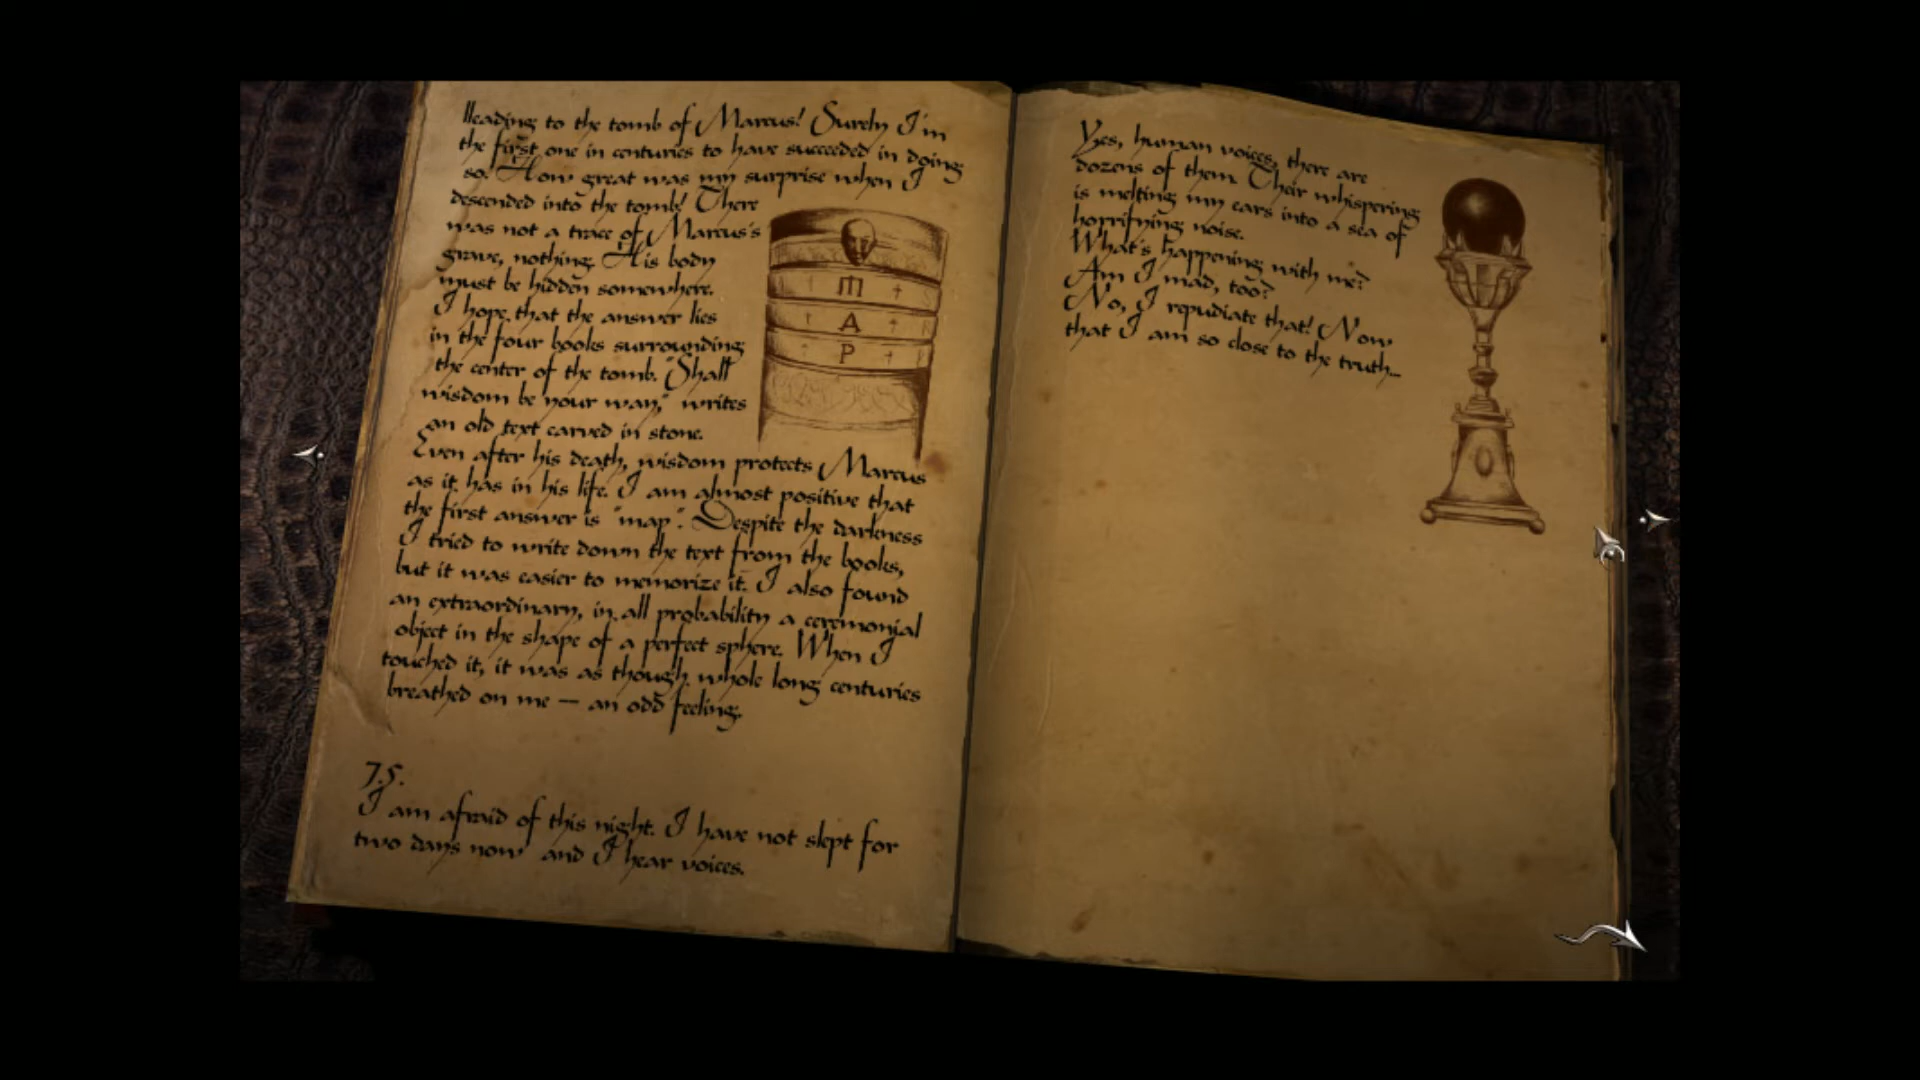 lleading to the tomb of Marcus! Surely I'm
the first one in centuries to have succeeded in doing
so. How great was my surprise when I
descended into the tomb! There
was not a trace of Marcus's
grave, nothing. His body
must be hidden somewhere.
I hope that the answer lies
in the four books surrounding
the center of the tomb. "Shall
wisdom be your way," writes
an old text carved in stone.
Even after his death, wisdom protects Marcus
as it has in his life. I am almost positive that
the first answer is "map". Despite the darkness
I tried to write down the text from the books,
but it was easier to memorize it. I also found
an extraordinary, in all probability a ceremonial
object in the shape of a perfect sphere. When I
touched it, it was as though whole long centuries
breathed on me — an odd feeling.
7.5.
I am afraid of this night. I have not slept for
two days now and I hear voices.
M
A
P
Yes, human voices, there are
dozens of them. Their whispering
is melting my ears into a sea of
horrifying noise.
What's happening with me?
Am I mad, too?
No, I repudiate that! Now
that I am so close to the truth...